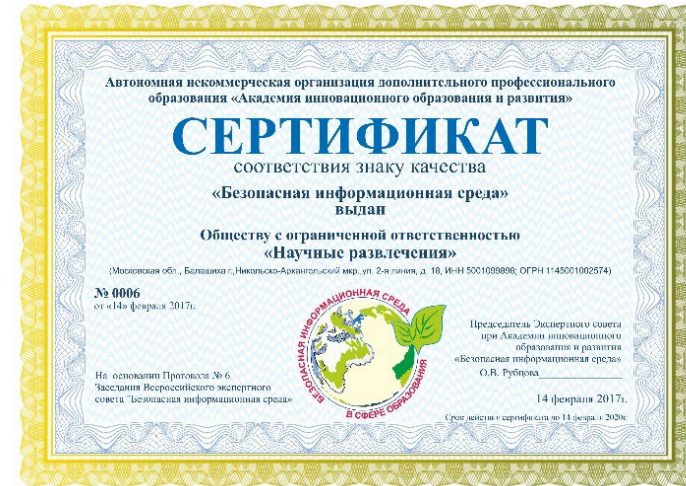 Автономная некоммерческая организация дополнительного профессионального
образования «Академия инновационного образования и развития»
СЕРТИФИКАТ
соответствия знаку качества
«Безопасная информационная среда»
выдан
Обществу с ограниченной ответственностью
«Научные развлечения»
(Московская обл., Балашиха г.,Никольско-Архангельский мкр.,ул. 2-я линия, д. 18, ИНН 5001099898; ОГРН 1145001002574)
№ 0006
от «14» февраля 2017г.
БЕЗОПАСНАЯ ИНФОРМАЦИОННАЯ СРЕДА
В СФЕРЕ ОБРАЗОВАНИЯ
Председатель Экспертного совета
при Академии инновационного
образования и развития
«Безопасная информационная среда»
О.В. Рубцова
На основании Протокола № 6
Заседания Всероссийского экспертного
совета "Безопасная информационная среда»
14 февраля 2017г.
Срок действия сертификата по 14 февраля 2020г.